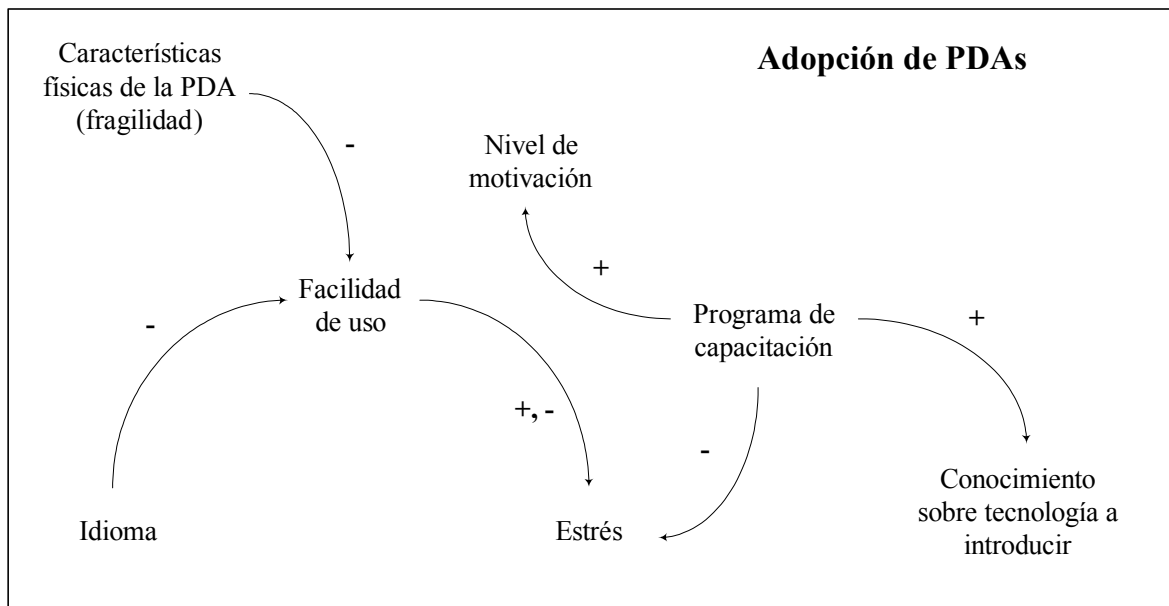 Adopción de PDAs
Características
físicas de la PDA
(fragilidad)
-
Nivel de
motivación
+
Facilidad
de uso
-
Programa de
capacitación
+
+, -
-
Idioma
Estrés
Conocimiento
sobre tecnología a
introducir